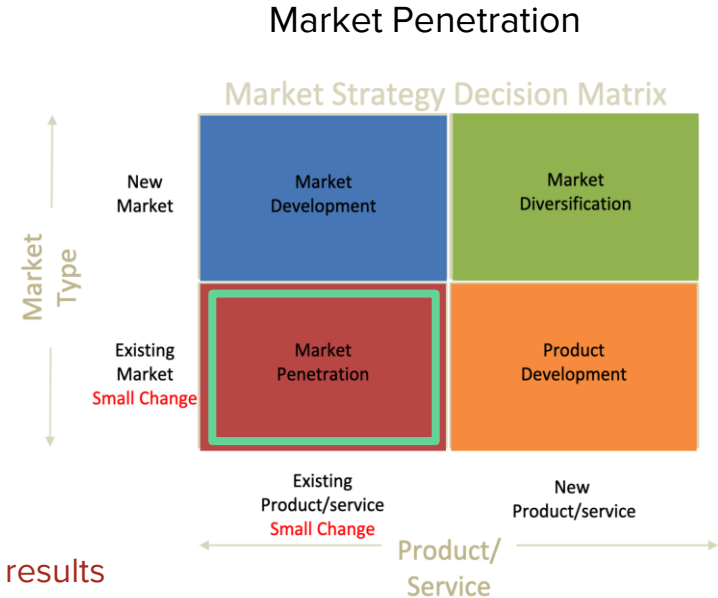 Market Penetration
Market Strategy Decision Matrix
New
Market
Market
Development
Market
Diversification
Market
Type
Existing
Market
Small Change
Market
Penetration
Product
Development
Existing
Product/service
Small Change
New
Product/service
Product/
Service
results